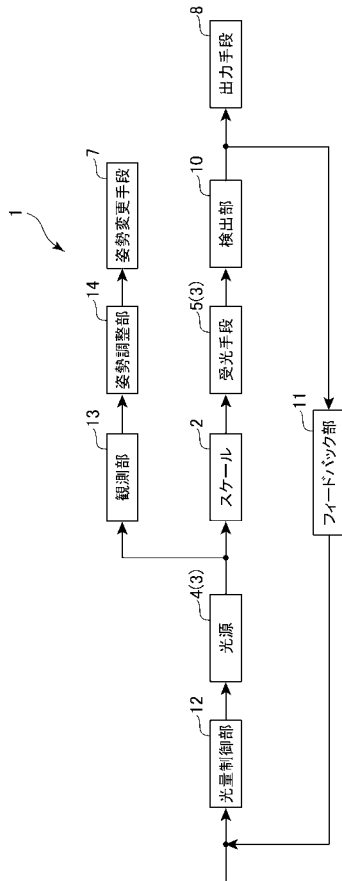 1
13
観測部
14
姿勢調整部
7
姿勢変更手段
12
光量制御部
4(3)
光源
2
スケール
5(3)
受光手段
10
検出部
8
出力手段
11
フィードバック部